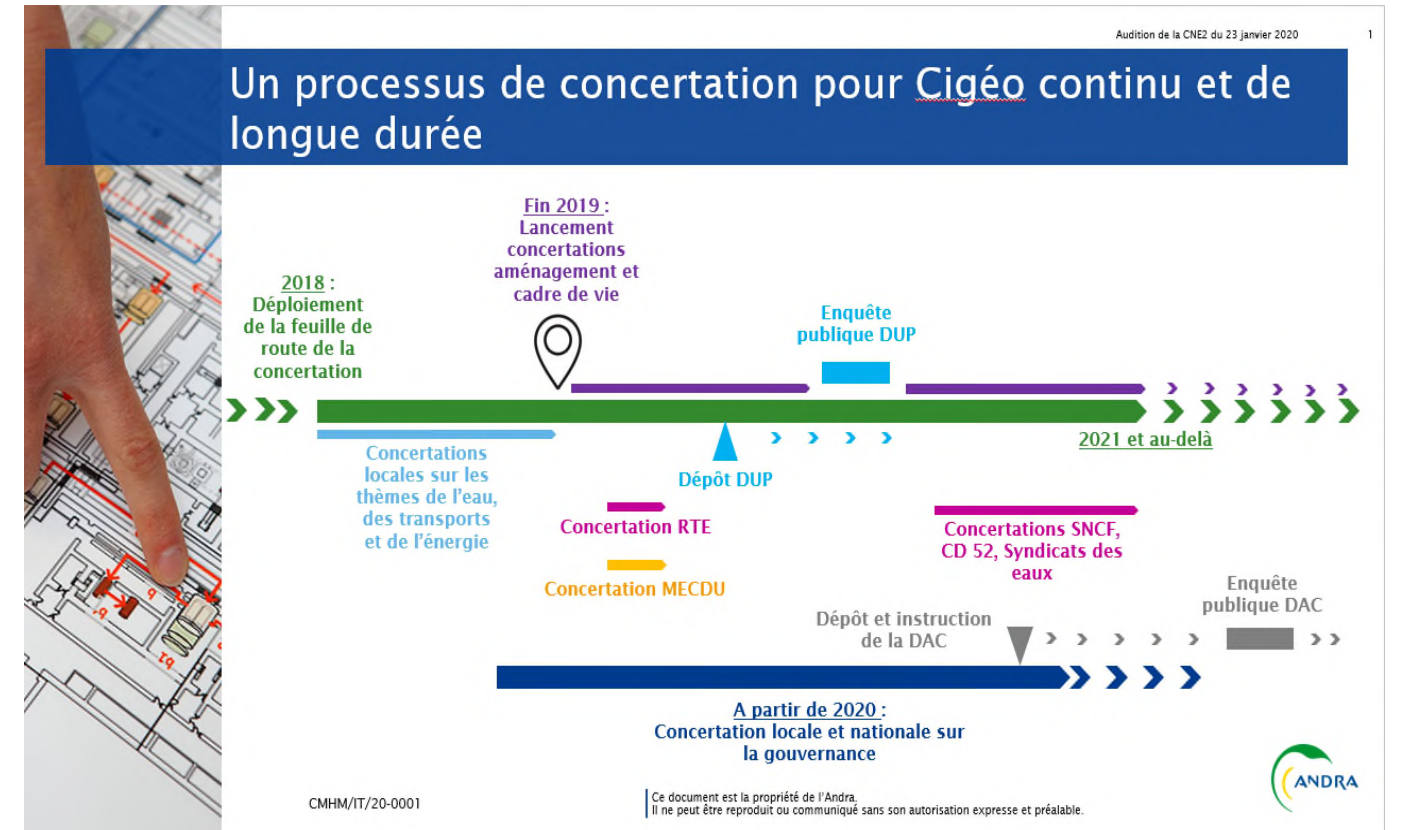 Audition de la CNE2 du 23 janvier 2020
1
Un processus de concertation pour Cigéo continu et de
longue durée
Fin 2019 :
Lancement
concertations
aménagement et
cadre de vie
2018 :
Déploiement
de la feuille de
route de la
concertation
Enquête
publique DUP
2021 et au-delà
Concertations
locales sur les
thèmes de l'eau,
des transports
et de l'énergie
Dépôt DUP
Concertation RTE
Concertations SNCF,
CD 52, Syndicats des
eaux
Concertation MECDU
Enquête
publique DAC
Dépôt et instruction
de la DAC
A partir de 2020 :
Concertation locale et nationale sur
la gouvernance
ANDRA
CMHM/IT/20-0001
Ce document est la propriété de l'Andra.
Il ne peut être reproduit ou communiqué sans son autorisation expresse et préalable.